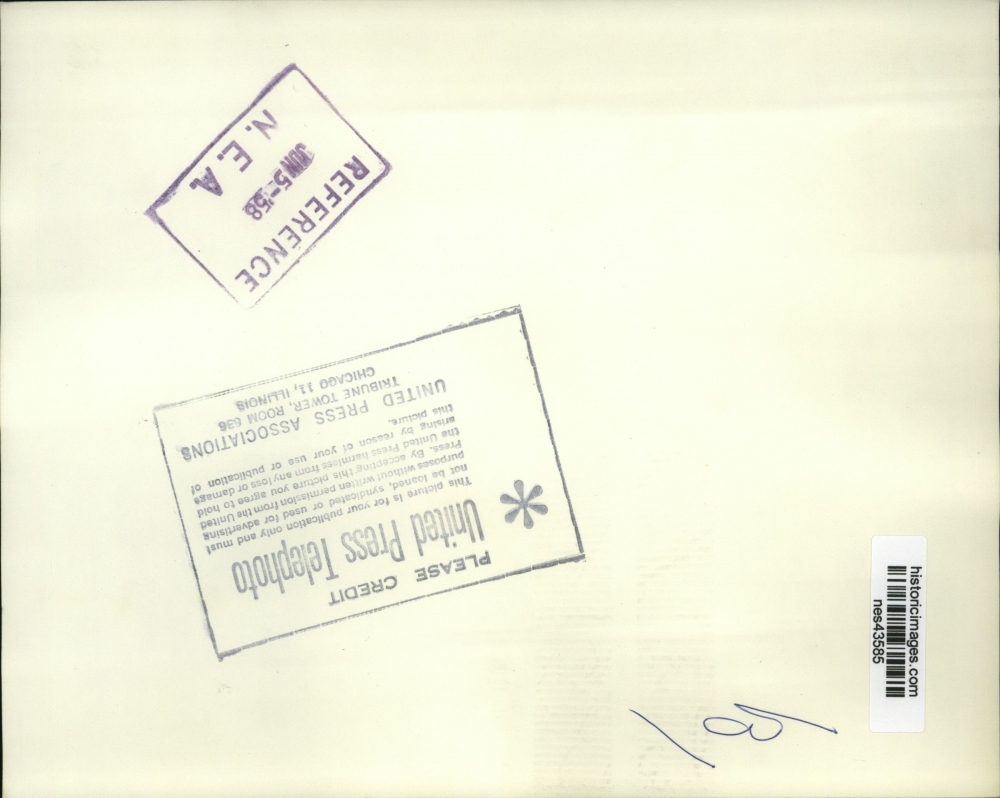 REFERENCE
JUN 5 - '58
N. E. A.
PLEASE CREDIT
United Press Telephoto
This picture is for your publication only and must
not be loaned, syndicated or used for advertising
purposes without written permission from the United
Press. By accepting this picture you agree to hold
the United Press harmless from any loss or damage
arising by reason of your use or publication of
this picture.
UNITED PRESS ASSOCIATIONS
TRIBUNE TOWER, ROOM 636
CHICAGO 11, ILLINOIS
historicimages.com
nes43585